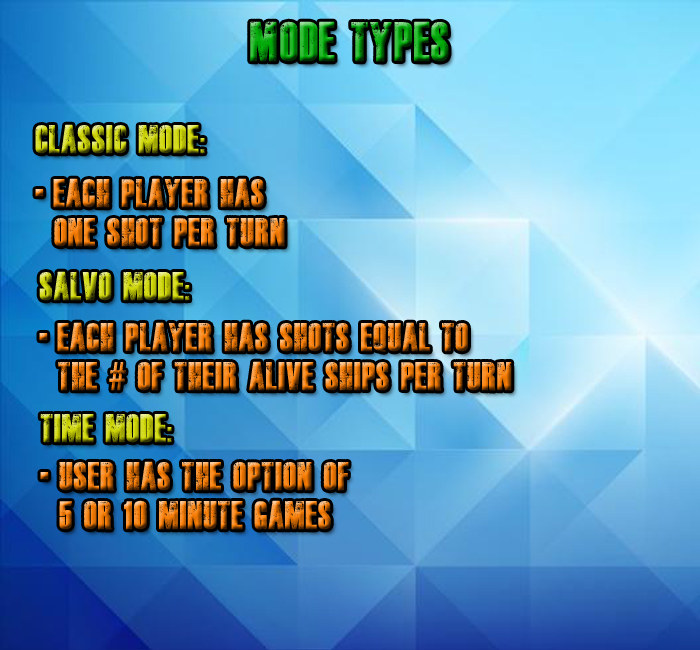 MODE TYPES
CLASSIC MODE:
- EACH PLAYER HAS
ONE SHOT PER TURN
SALVO MODE:
- EACH PLAYER HAS SHOTS EQUAL TO
THE # OF THEIR ALIVE SHIPS PER TURN
TIME MODE:
- USER HAS THE OPTION OF
5 OR 10 MINUTE GAMES